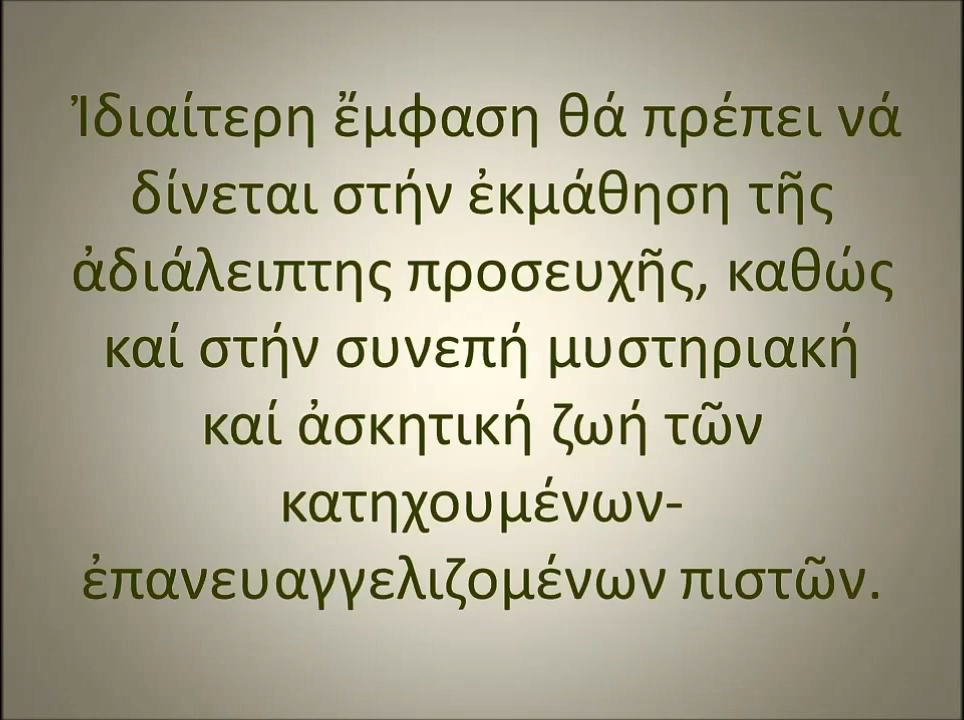 Ἰδιαίτερη ἔμφαση θά πρέπει νά
δίνεται στήν ἐκμάθηση τῆς
ἀδιάλειπτης προσευχῆς, καθώς
καί στήν συνεπή μυστηριακή
καί ἀσκητική ζωή τῶν
κατηχουμένων-
ἐπανευαγγελιζομένων πιστῶν.